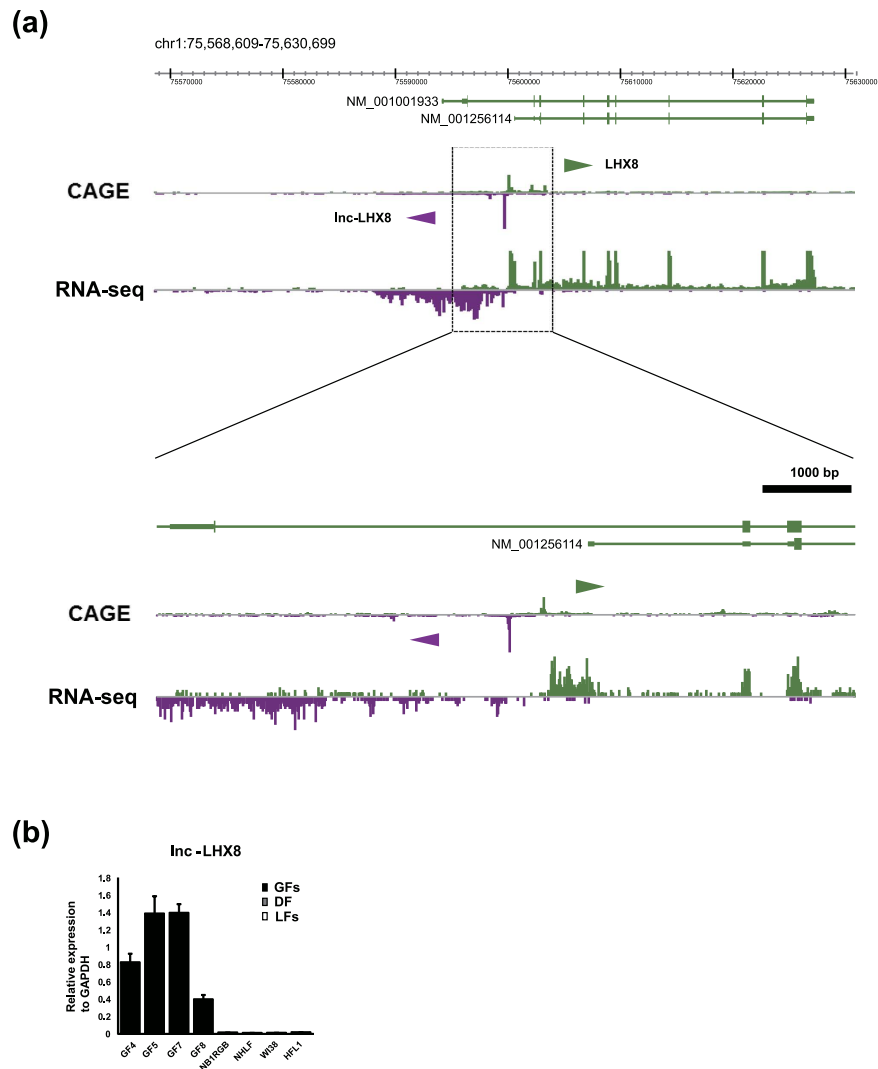 (a)
chr1:75,568,609-75,630,699
75570000 75580000 75590000 75600000 75610000 75620000 75630000
NM_001001933
NM_001256114
LHX8
CAGE
lnc-LHX8
RNA-seq
1000 bp
NM_001256114
CAGE
RNA-seq
(b)
lnc -LHX8
Relative expression
to GAPDH
1.8
1.6
1.4
1.2
1
0.8
0.6
0.4
0.2
0
GFs
DF
LFs
GF4 GF5 GF7 GF8 NB1RGB NHLF WI38 HFL1